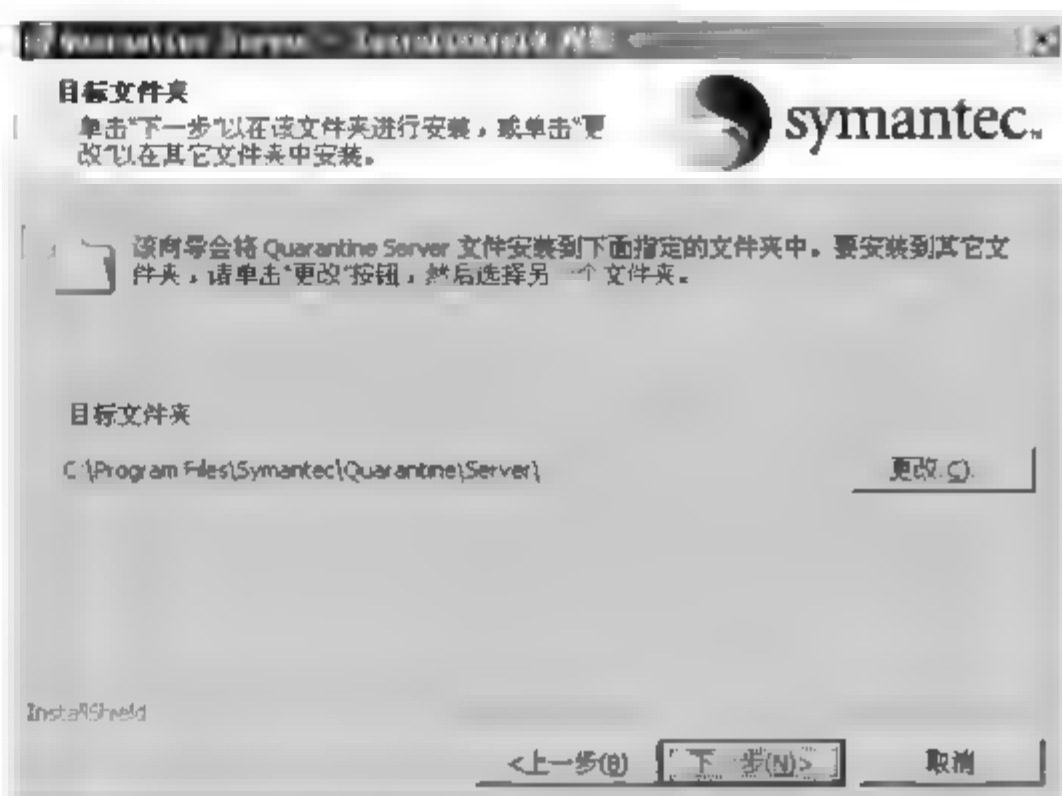 Quarantine Server - InstallShield
目标文件夹
单击"下一步"以在该文件夹进行安装，或单击"更
改"以在其它文件夹中安装。
symantec™
该向导会将 Quarantine Server 文件安装到下面指定的文件夹中。要安装到其它文
件夹，请单击"更改"按钮，然后选择另一个文件夹。
目标文件夹
C:\Program Files\Symantec\Quarantine\Server\
更改(C)
InstallShield
<上一步(B)
下一步(N)>
取消